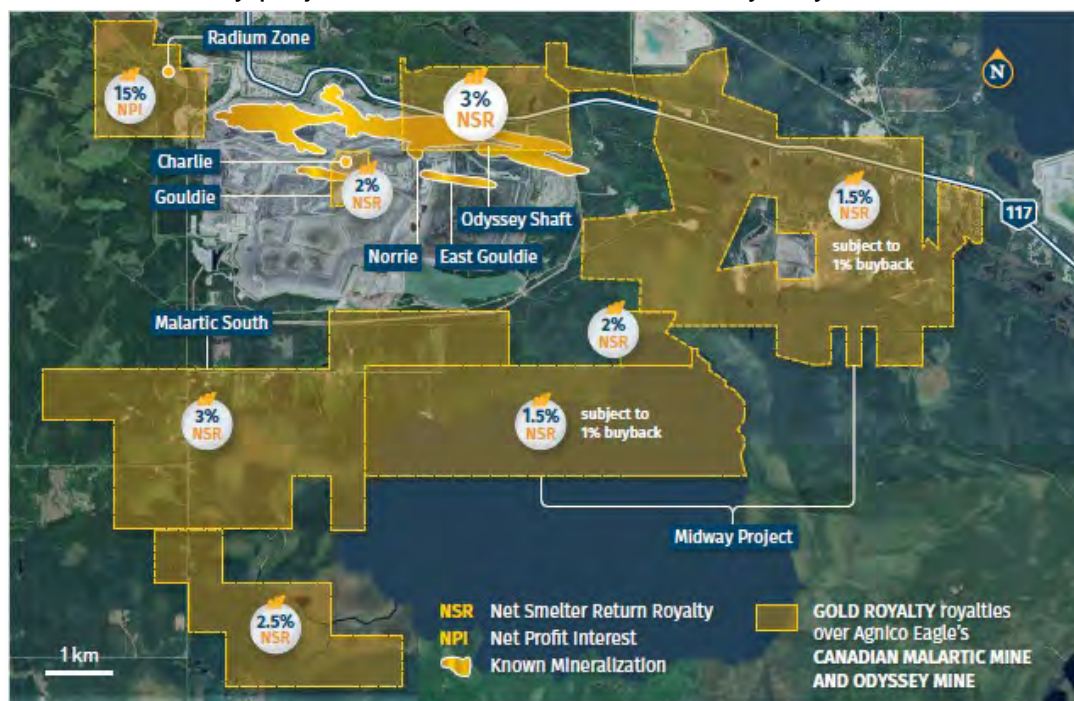 Radium Zone
N
15%
NPI
3%
NSR
Charlie
Gouldie
2%
NSR
1.5%
NSR
117
Odyssey Shaft
Norrie
East Gouldie
subject to
1% buyback
Malartic South
2%
NSR
3%
NSR
1.5%
NSR
subject to
1% buyback
Midway Project
2.5%
NSR
1 km
NSR Net Smelter Return Royalty
NPI Net Profit Interest
Known Mineralization
GOLD ROYALTY royalties
over Agnico Eagle's
CANADIAN MALARTIC MINE
AND ODYSSEY MINE